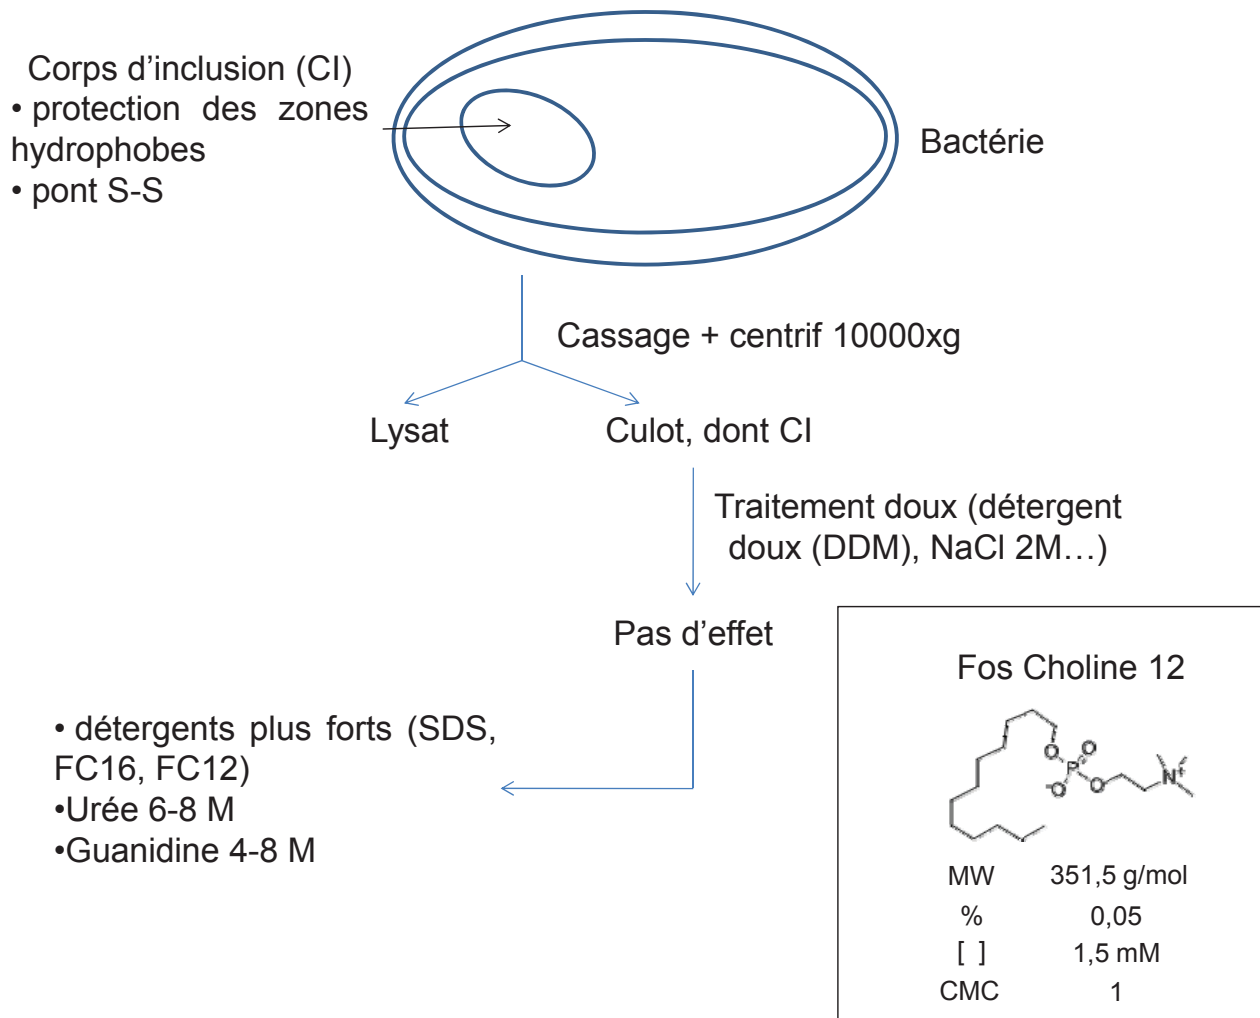 Corps d’inclusion (CI)
• protection des zones
hydrophobes
• pont S-S
Bactérie
Cassage + centrif 10000xg
Lysat
Culot, dont CI
Traitement doux (détergent
doux (DDM), NaCl 2M…)
Pas d’effet
• détergents plus forts (SDS,
FC16, FC12)
•Urée 6-8 M
•Guanidine 4-8 M
Fos Choline 12
O
O
P
-O
O
N+
MW 351,5 g/mol
% 0,05
[ ] 1,5 mM
CMC 1